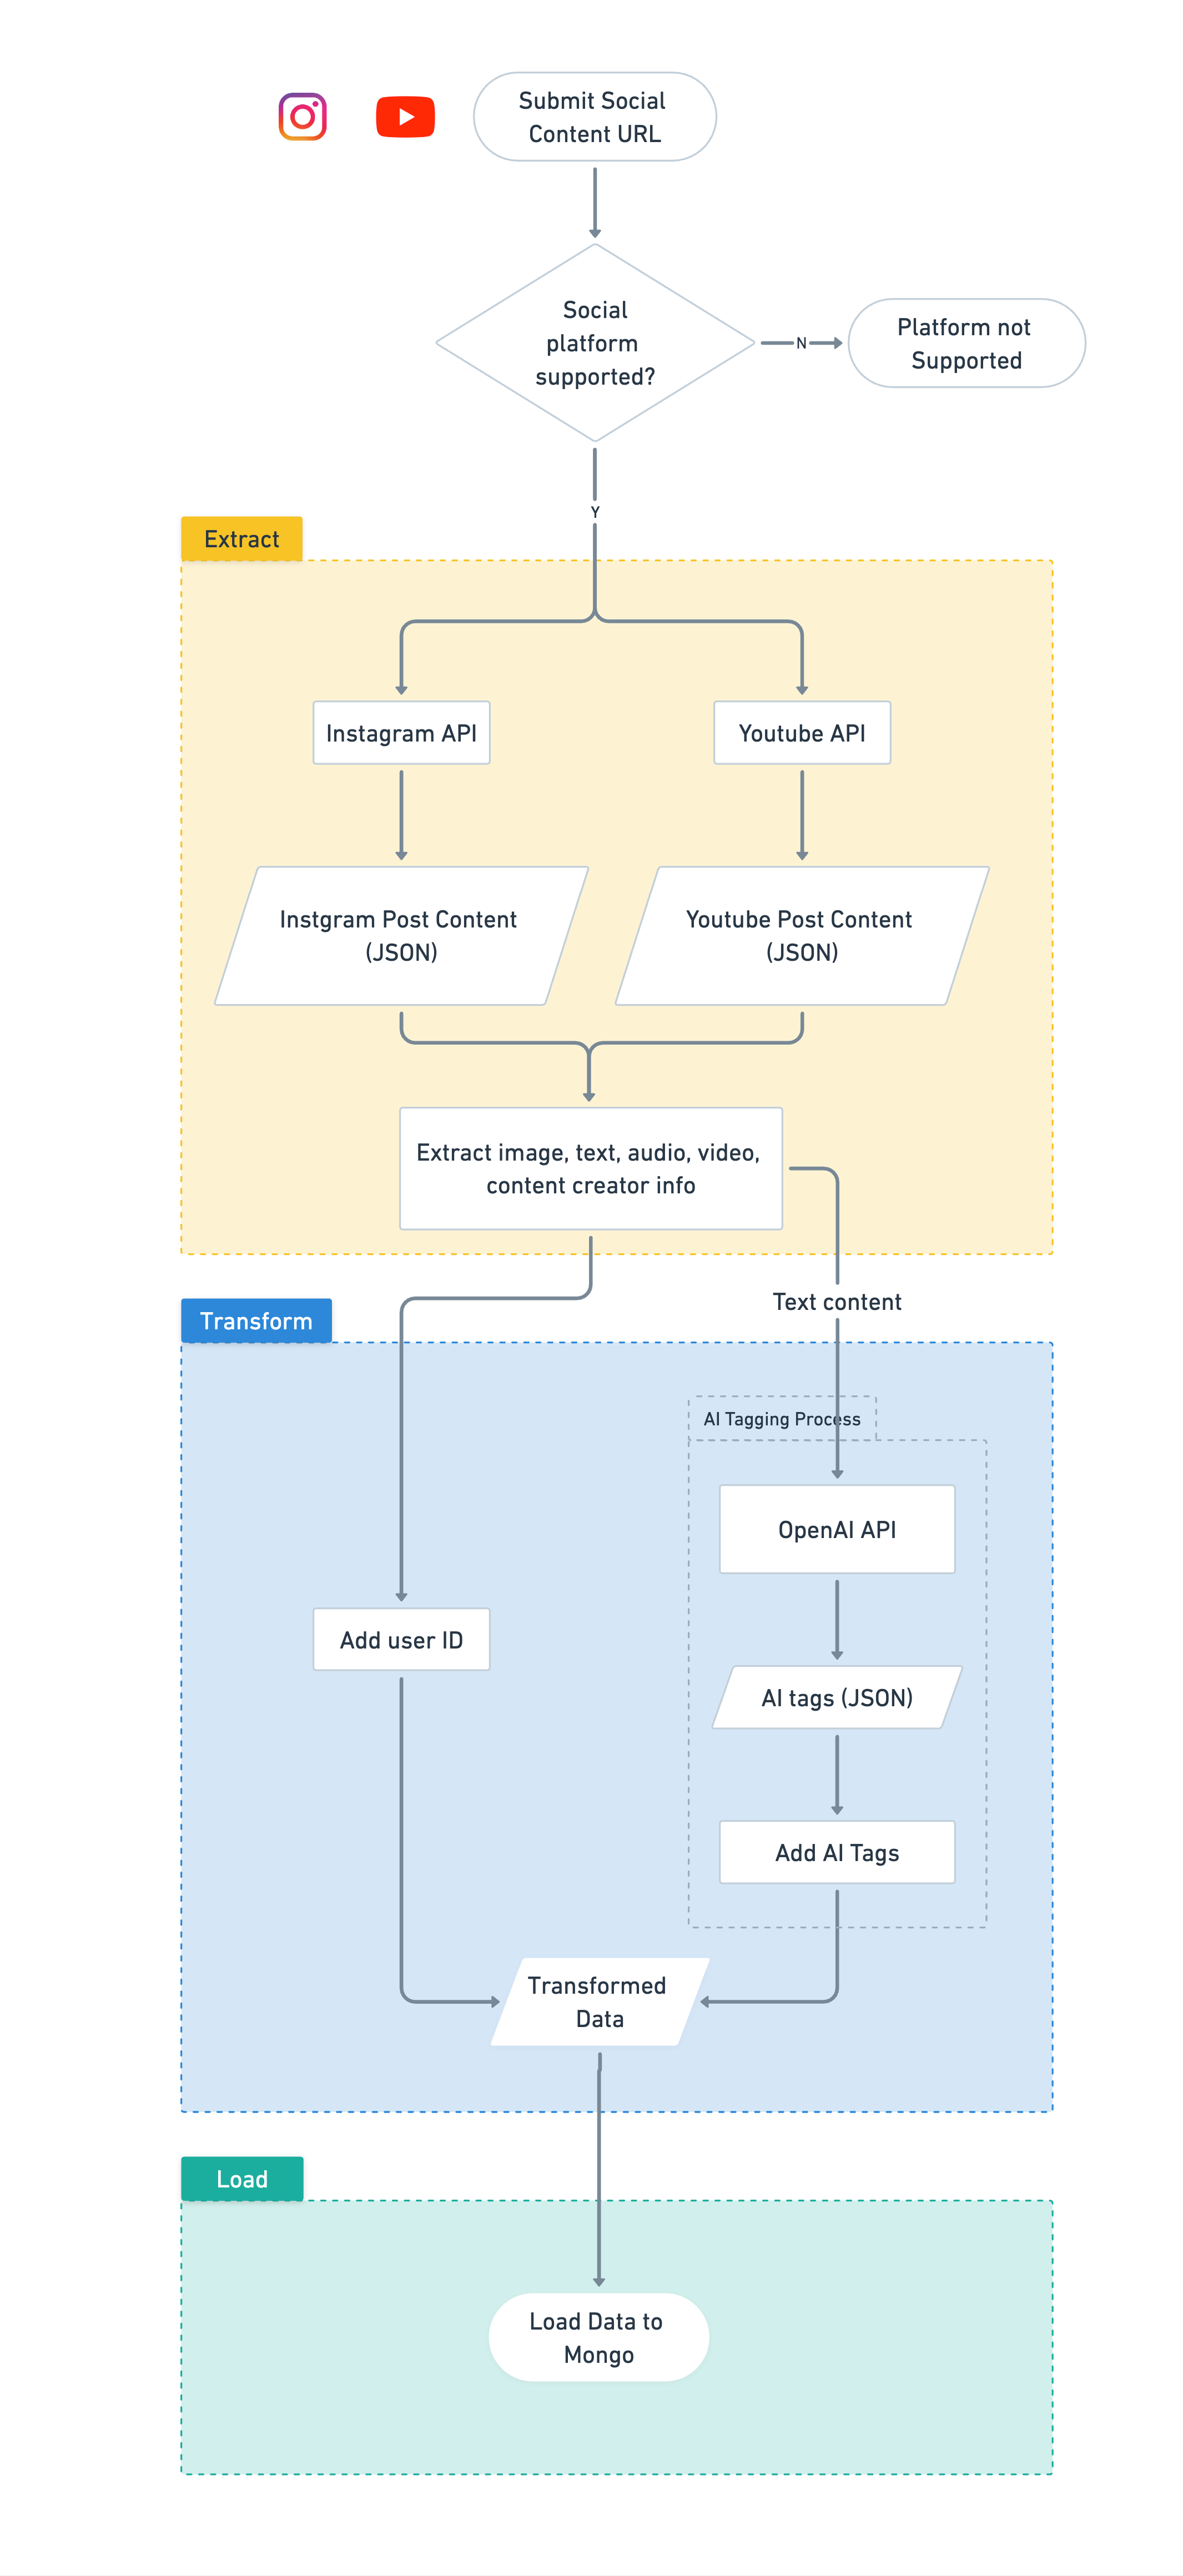 Submit Social
Content URL
Social
platform
supported?
N
Platform not
Supported
Y
Extract
Instagram API
Youtube API
Instgram Post Content
(JSON)
Youtube Post Content
(JSON)
Extract image, text, audio, video,
content creator info
Text content
Transform
AI Tagging Process
OpenAI API
Add user ID
AI tags (JSON)
Add AI Tags
Transformed
Data
Load
Load Data to
Mongo